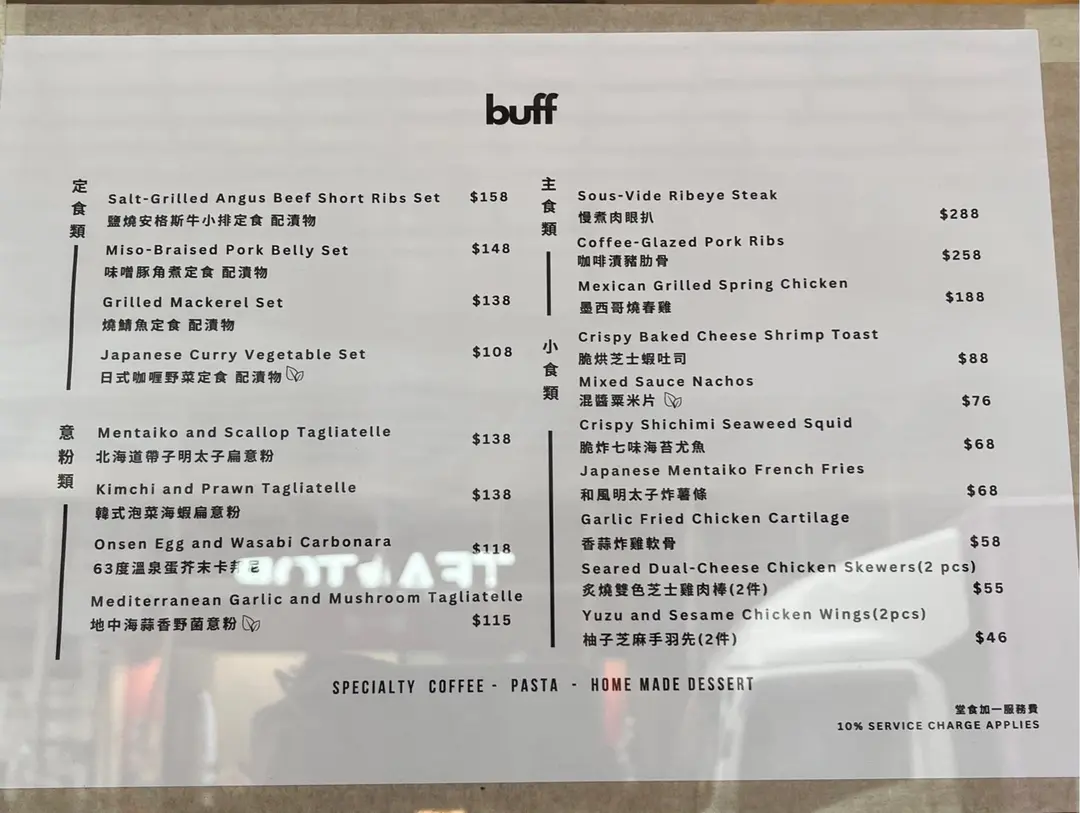 buff
定食類
Salt-Grilled Angus Beef Short Ribs Set $158
鹽燒安格斯牛小排定食 配漬物
Miso-Braised Pork Belly Set $148
味噌豚角煮定食 配漬物
Grilled Mackerel Set $138
燒鯖魚定食 配漬物
Japanese Curry Vegetable Set $108
日式咖喱野菜定食 配漬物
意粉類
Mentaiko and Scallop Tagliatelle $138
北海道帶子明太子扁意粉
Kimchi and Prawn Tagliatelle $138
韓式泡菜海蝦扁意粉
Onsen Egg and Wasabi Carbonara $118
63度溫泉蛋芥末卡邦尼
Mediterranean Garlic and Mushroom Tagliatelle
地中海蒜香野菌意粉 $115
主食類
Sous-Vide Ribeye Steak
慢煮肉眼扒 $288
Coffee-Glazed Pork Ribs
咖啡漬豬肋骨 $258
Mexican Grilled Spring Chicken
墨西哥燒春雞 $188
小食類
Crispy Baked Cheese Shrimp Toast
脆烘芝士蝦吐司 $88
Mixed Sauce Nachos
混醬粟米片 $76
Crispy Shichimi Seaweed Squid
脆炸七味海苔尤魚 $68
Japanese Mentaiko French Fries
和風明太子炸薯條 $68
Garlic Fried Chicken Cartilage
香蒜炸雞軟骨 $58
Seared Dual-Cheese Chicken Skewers(2 pcs)
炙燒雙色芝士雞肉棒(2件) $55
Yuzu and Sesame Chicken Wings(2pcs)
柚子芝麻手羽先(2件) $46
SPECIALTY COFFEE - PASTA - HOME MADE DESSERT
堂食加一服務費
10% SERVICE CHARGE APPLIES